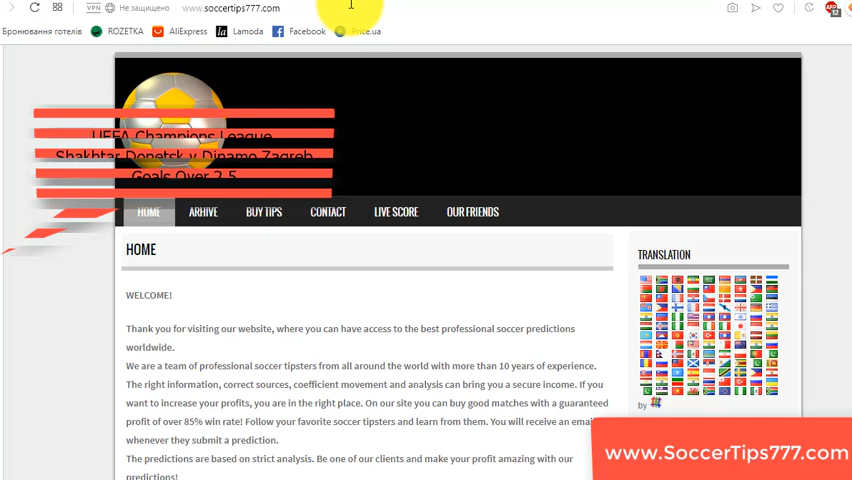 VPN Не защищено www.soccertips777.com
12
Бронювання готелів ROZETKA AliExpress la Lamoda f Facebook Price.ua
UEFA Champions League
Shakhtar Donetsk v Dinamo Zagreb
Goals Over 2.5
HOME ARHIVE BUY TIPS CONTACT LIVE SCORE OUR FRIENDS
HOME
WELCOME!
Thank you for visiting our website, where you can have access to the best professional soccer predictions
worldwide.
We are a team of professional soccer tipsters from all around the world with more than 10 years of experience.
The right information, correct sources, coefficient movement and analysis can bring you a secure income. If you
want to increase your profits, you are in the right place. On our site you can buy good matches with a guaranteed
profit of over 85% win rate! Follow your favorite soccer tipsters and learn from them. You will receive an email
whenever they submit a prediction.
The predictions are based on strict analysis. Be one of our clients and make your profit amazing with our
predictions!
TRANSLATION
by
www.SoccerTips777.com